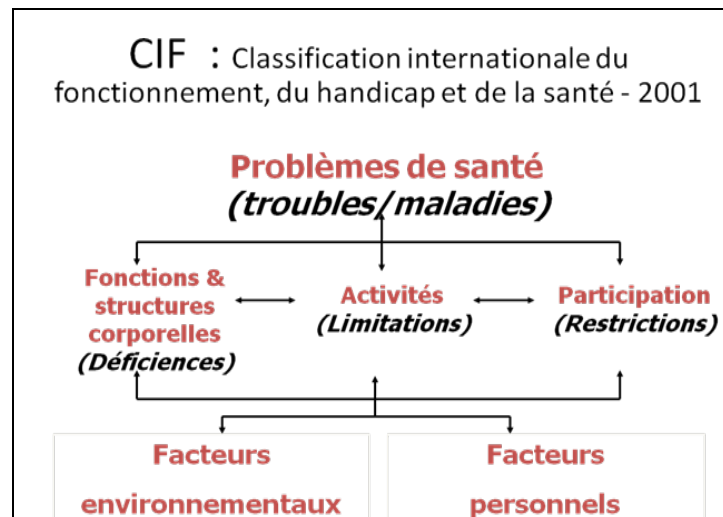 CIF : Classification internationale du
fonctionnement, du handicap et de la santé - 2001
Problèmes de santé
(troubles/maladies)
Fonctions &
structures
corporelles
(Déficiences)
Activités
(Limitations)
Participation
(Restrictions)
Facteurs
environnementaux
Facteurs
personnels